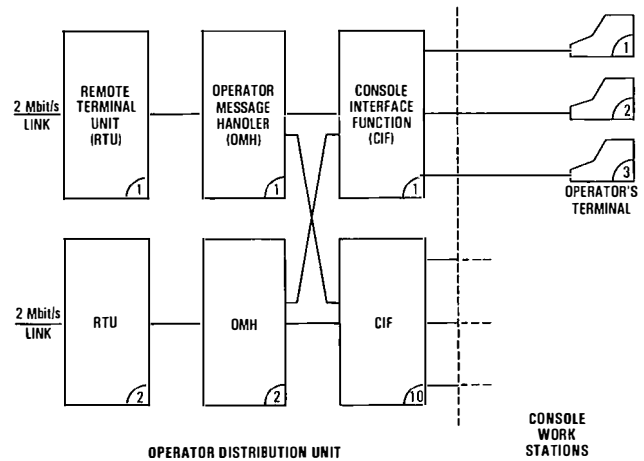 REMOTE
TERMINAL
UNIT
(RTU)
1
OPERATOR
MESSAGE
HANDLER
(OMH)
1
CONSOLE
INTERFACE
FUNCTION
(CIF)
1
2 Mbit/s
LINK
1
2
3
OPERATOR'S
TERMINAL
2 Mbit/s
LINK
RTU
2
OMH
2
CIF
10
OPERATOR DISTRIBUTION UNIT
CONSOLE
WORK
STATIONS